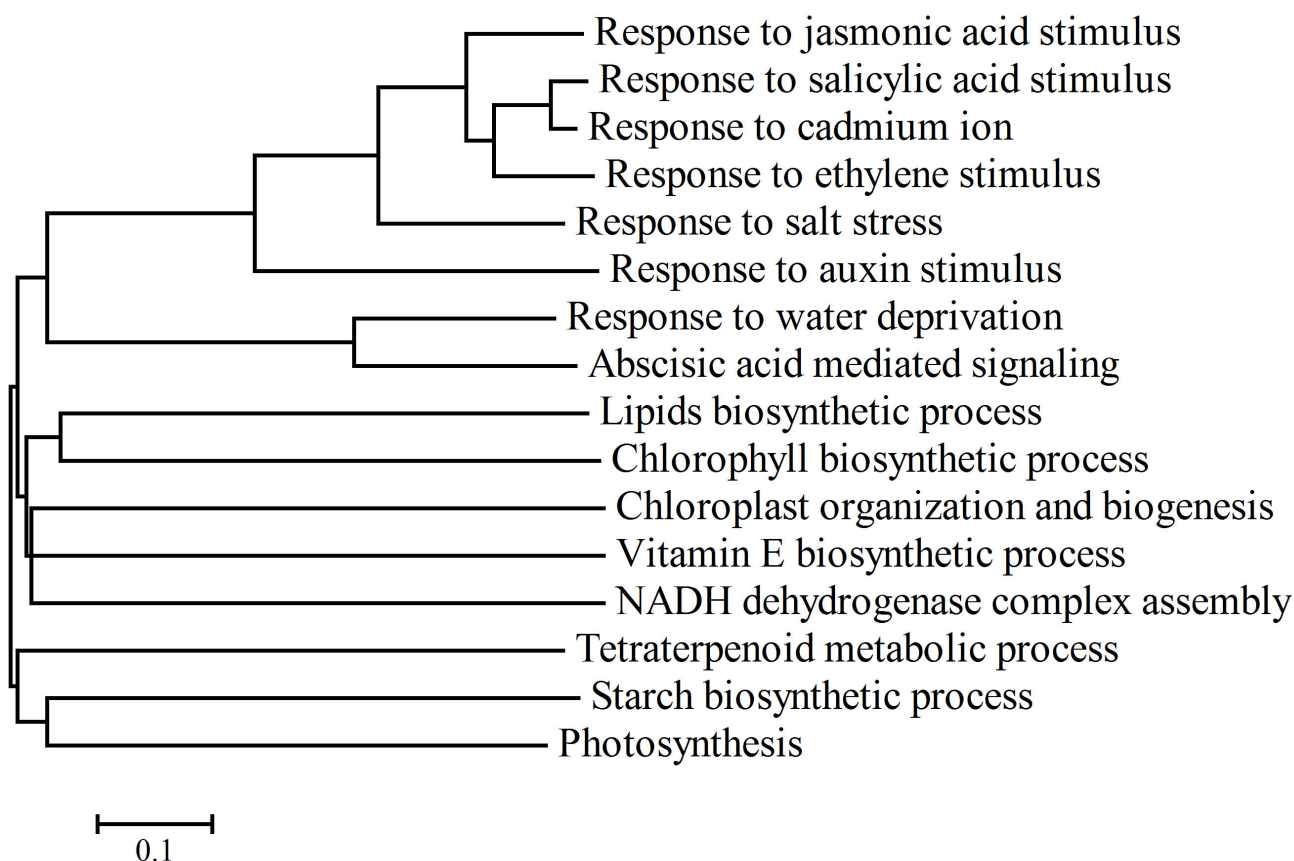 Response to jasmonic acid stimulus
Response to salicylic acid stimulus
Response to cadmium ion
Response to ethylene stimulus
Response to salt stress
Response to auxin stimulus
Response to water deprivation
Abscisic acid mediated signaling
Lipids biosynthetic process
Chlorophyll biosynthetic process
Chloroplast organization and biogenesis
Vitamin E biosynthetic process
NADH dehydrogenase complex assembly
Tetraterpenoid metabolic process
Starch biosynthetic process
Photosynthesis
0.1